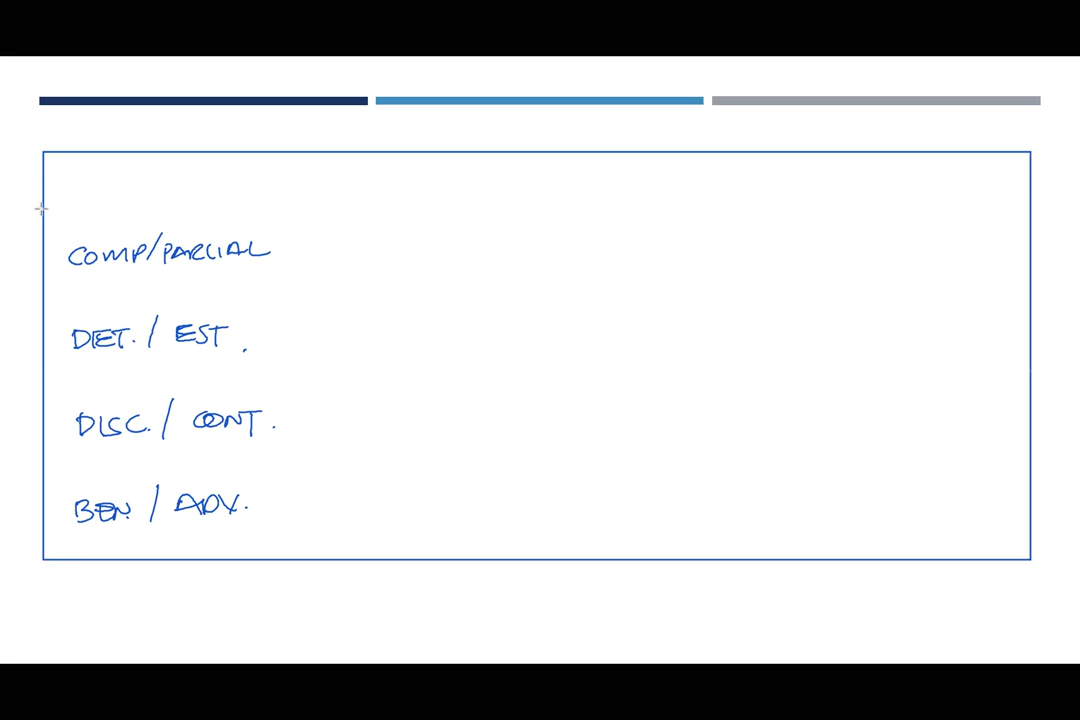 COMP/PARCIAL
DET. / EST.
DISC. / CONT.
BEN. / ADV.